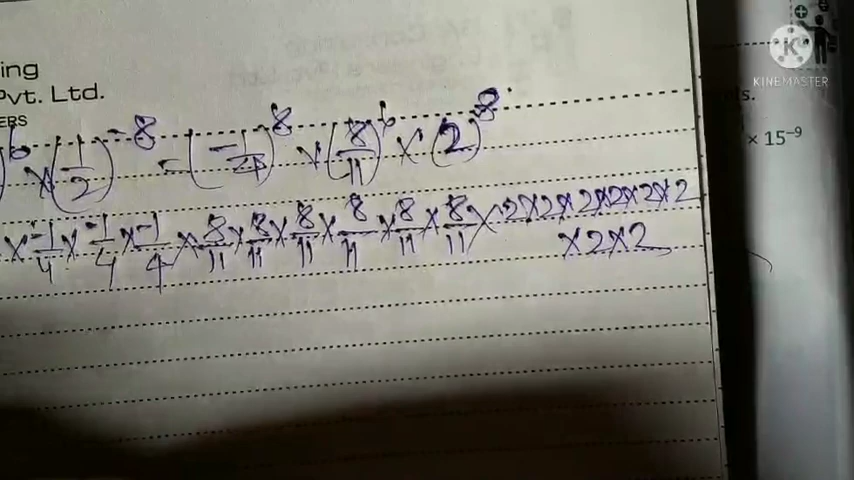 ing
Pvt. Ltd.
ERS
)⁶ × (1/2)⁻⁸ = (-1/4)⁸ × (8/11)⁶ × (2)⁸
× -1/4 × -1/4 × -1/4 × 8/11 × 8/11 × 8/11 × 8/11 × 8/11 × 8/11 × 2×2×2×2×2×2
×2×2
K
KINEMASTER
s.
× 15⁻⁹